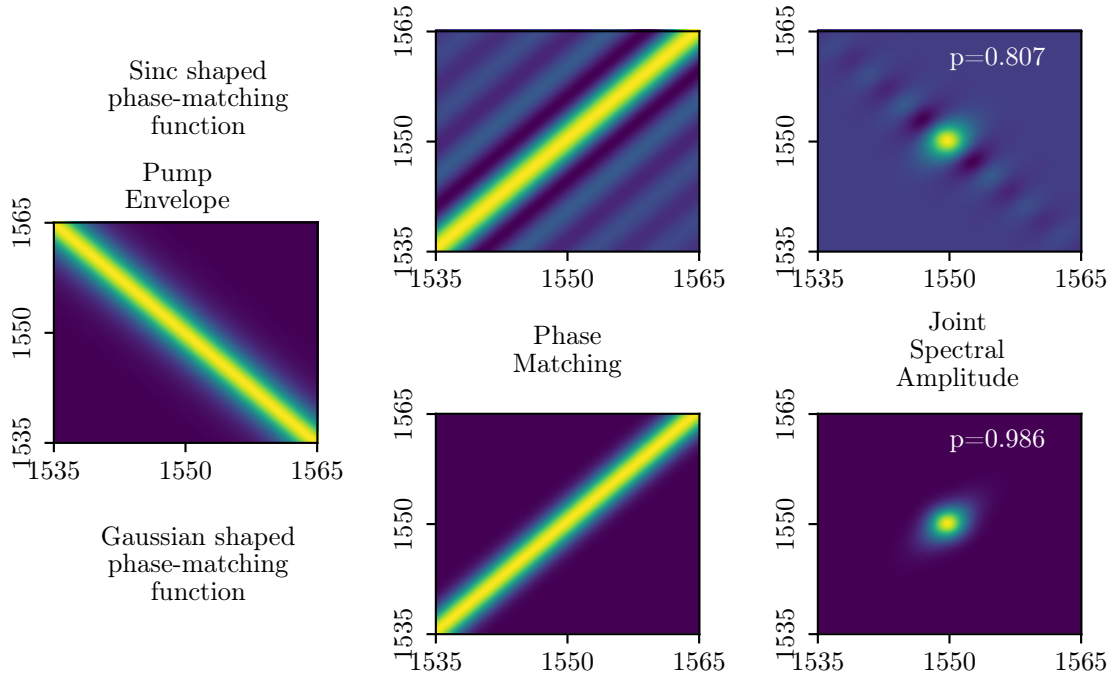 Sinc shaped
phase-matching
function
Pump
Envelope
1565
1550
1535
1535 1550 1565
Gaussian shaped
phase-matching
function
1565
1550
1535
1535 1550 1565
Phase
Matching
1565
1550
1535
1535 1550 1565
p=0.807
1565
1550
1535
1535 1550 1565
Joint
Spectral
Amplitude
p=0.986
1565
1550
1535
1535 1550 1565